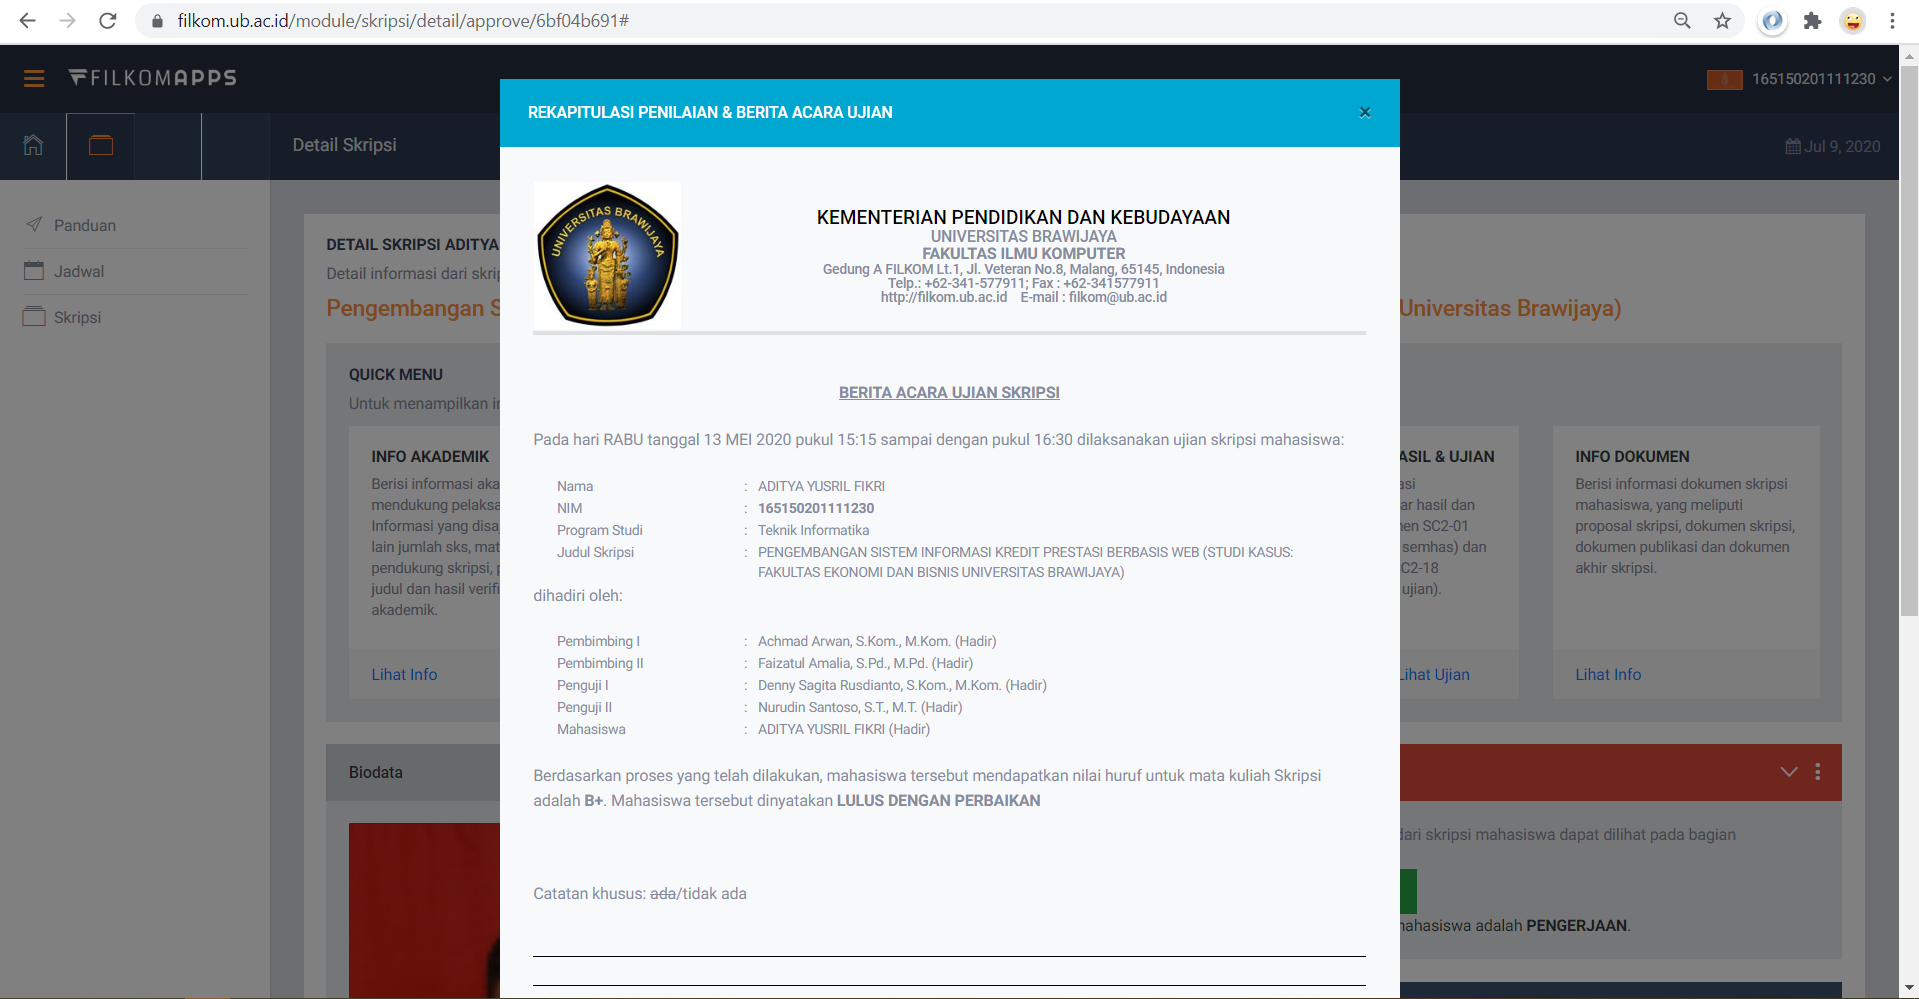 filkom.ub.ac.id/module/skripsi/detail/approve/6bf04b691#
FILKOMAPPS
165150201111230
Detail Skripsi
Jul 9, 2020
Panduan
Jadwal
Skripsi
DETAIL SKRIPSI ADITYA
Detail informasi dari skrip
Pengembangan S
Universitas Brawijaya)
QUICK MENU
Untuk menampilkan in
INFO AKADEMIK
Berisi informasi aka
mendukung pelaksa
Informasi yang disa
lain jumlah sks, mat
pendukung skripsi, p
judul dan hasil verifi
akademik.
Lihat Info
REKAPITULASI PENILAIAN & BERITA ACARA UJIAN
UNIVERSITAS BRAWIJAYA
KEMENTERIAN PENDIDIKAN DAN KEBUDAYAAN
UNIVERSITAS BRAWIJAYA
FAKULTAS ILMU KOMPUTER
Gedung A FILKOM Lt.1, Jl. Veteran No.8, Malang, 65145, Indonesia
Telp.: +62-341-577911; Fax : +62-341577911
http://filkom.ub.ac.id E-mail : filkom@ub.ac.id
BERITA ACARA UJIAN SKRIPSI
Pada hari RABU tanggal 13 MEI 2020 pukul 15:15 sampai dengan pukul 16:30 dilaksanakan ujian skripsi mahasiswa:
Nama : ADITYA YUSRIL FIKRI
NIM : 165150201111230
Program Studi : Teknik Informatika
Judul Skripsi : PENGEMBANGAN SISTEM INFORMASI KREDIT PRESTASI BERBASIS WEB (STUDI KASUS:
FAKULTAS EKONOMI DAN BISNIS UNIVERSITAS BRAWIJAYA)
dihadiri oleh:
Pembimbing I : Achmad Arwan, S.Kom., M.Kom. (Hadir)
Pembimbing II : Faizatul Amalia, S.Pd., M.Pd. (Hadir)
Penguji I : Denny Sagita Rusdianto, S.Kom., M.Kom. (Hadir)
Penguji II : Nurudin Santoso, S.T., M.T. (Hadir)
Mahasiswa : ADITYA YUSRIL FIKRI (Hadir)
Berdasarkan proses yang telah dilakukan, mahasiswa tersebut mendapatkan nilai huruf untuk mata kuliah Skripsi
adalah B+. Mahasiswa tersebut dinyatakan LULUS DENGAN PERBAIKAN
Catatan khusus: ada/tidak ada
ASIL & UJIAN
asi
ar hasil dan
en SC2-01
semhas) dan
C2-18
ujian).
Lihat Ujian
INFO DOKUMEN
Berisi informasi dokumen skripsi
mahasiswa, yang meliputi
proposal skripsi, dokumen skripsi,
dokumen publikasi dan dokumen
akhir skripsi.
Lihat Info
Biodata
dari skripsi mahasiswa dapat dilihat pada bagian
mahasiswa adalah PENGERJAAN.